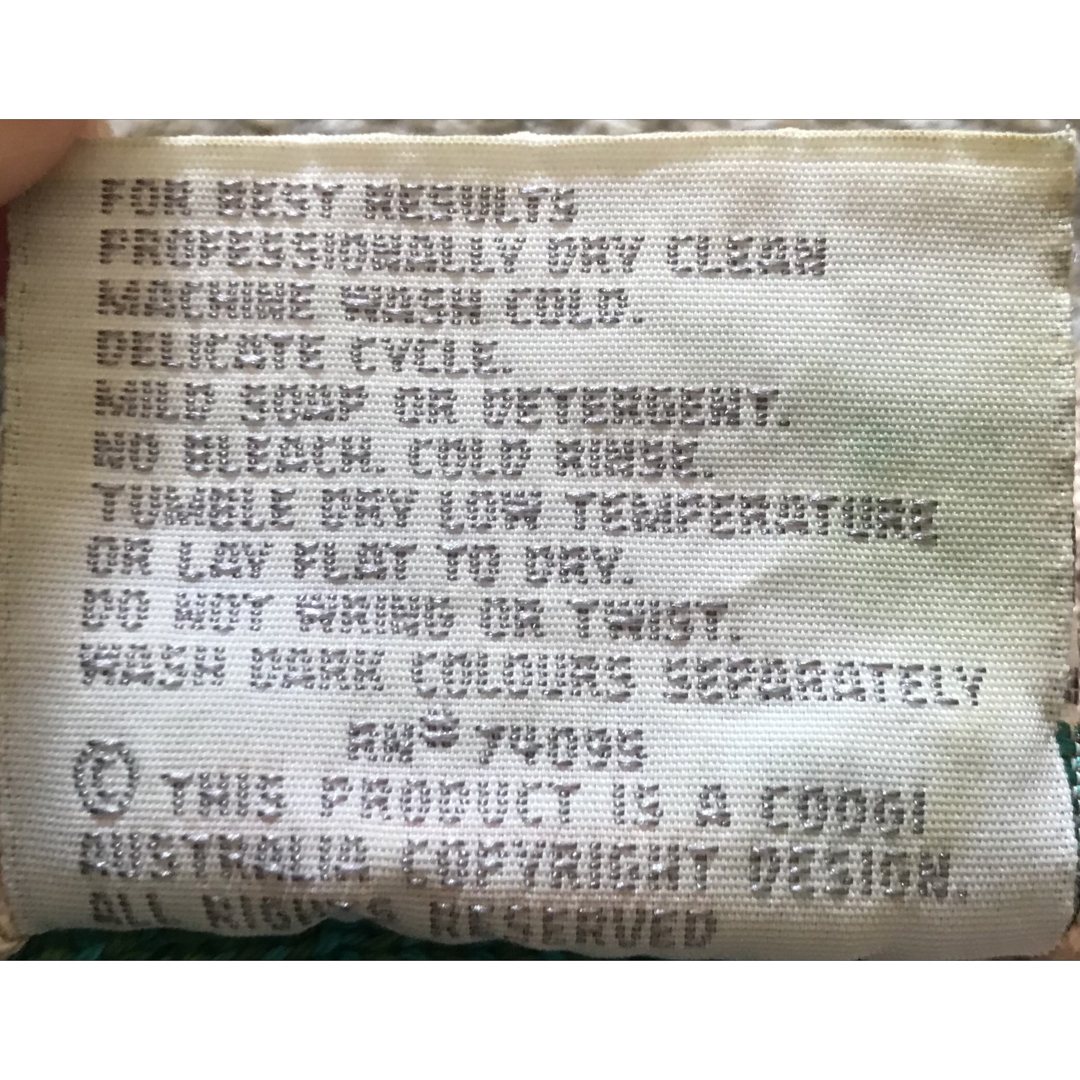 FOR BEST RESULTS
PROFESSIONALLY DRY CLEAN
MACHINE WASH COLD.
DELICATE CYCLE.
MILD SOAP OR DETERGENT.
NO BLEACH. COLD RINSE.
TUMBLE DRY LOW TEMPERATURE
OR LAY FLAT TO DRY.
DO NOT WRING OR TWIST.
WASH DARK COLOURS SEPARATELY
RN# 74095
© THIS PRODUCT IS A COOGI
AUSTRALIA COPYRIGHT DESIGN.
ALL RIGHTS RESERVED